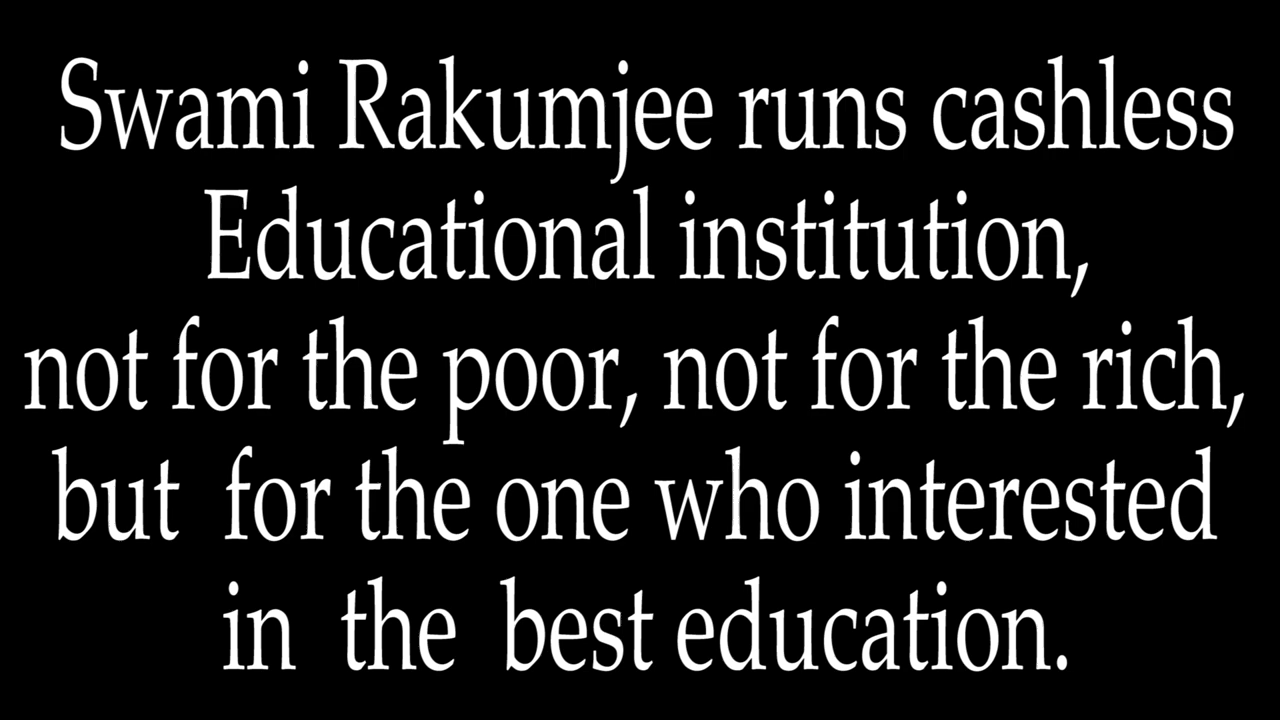 Swami Rakumjee runs cashless
Educational institution,
not for the poor, not for the rich,
but for the one who interested
in the best education.